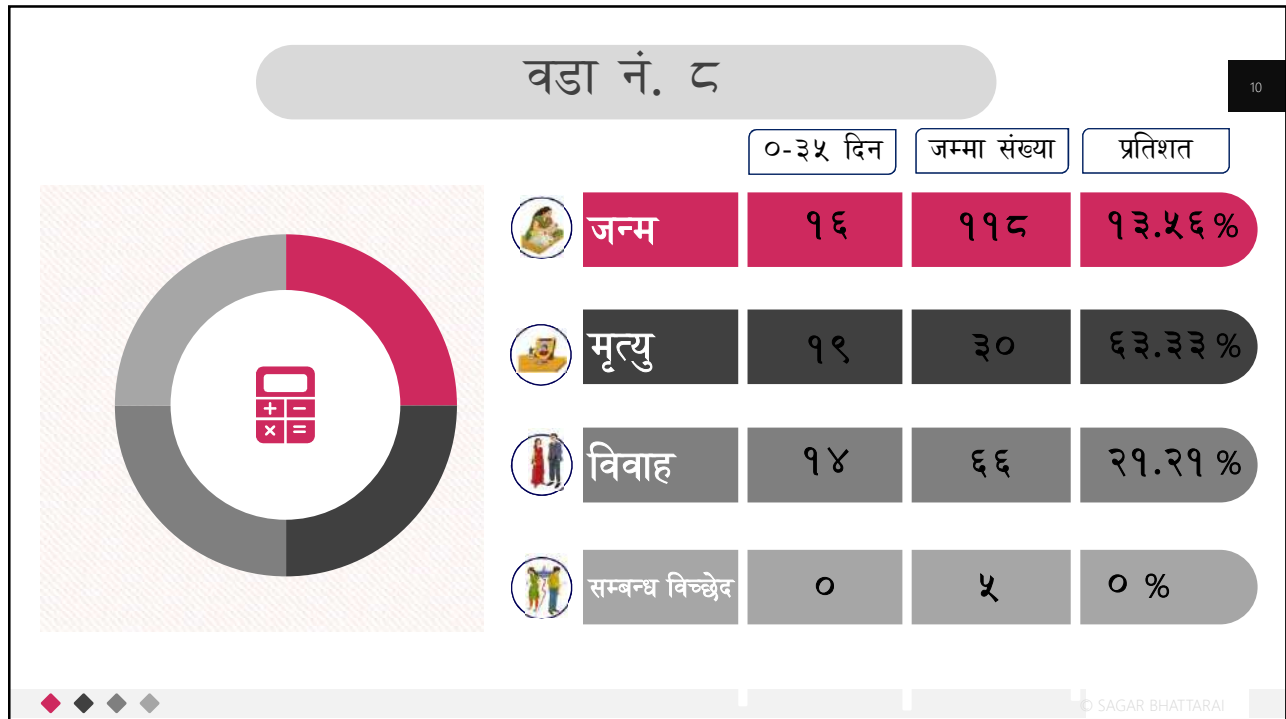 वडा नं. ८
10
०-३५ दिन जम्मा संख्या प्रतिशत
जन्म १६ ११८ १३.५६%
मृत्यु १९ ३० ६३.३३%
विवाह १४ ६६ २१.२१ %
सम्बन्ध विच्छेद ० ५ ० %
© SAGAR BHATTARAI